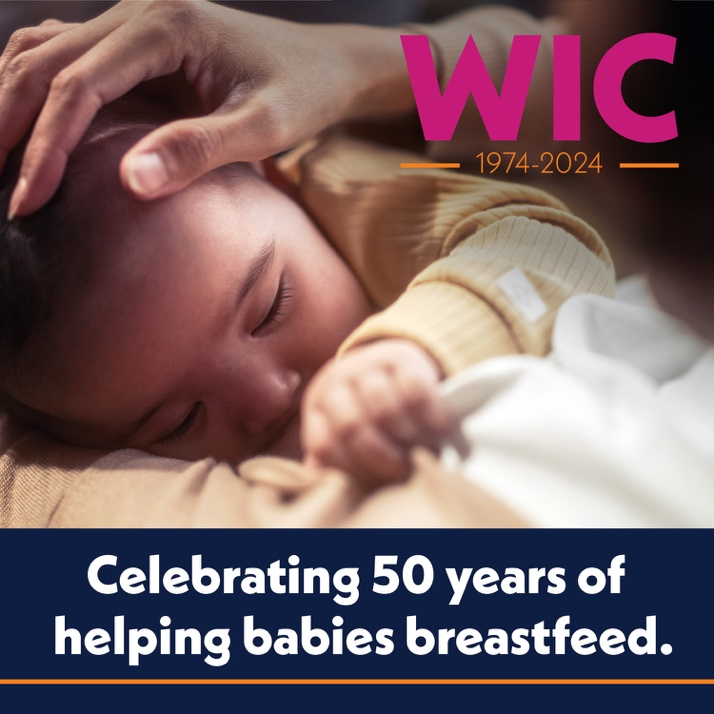 WIC
1974-2024
Celebrating 50 years of
helping babies breastfeed.